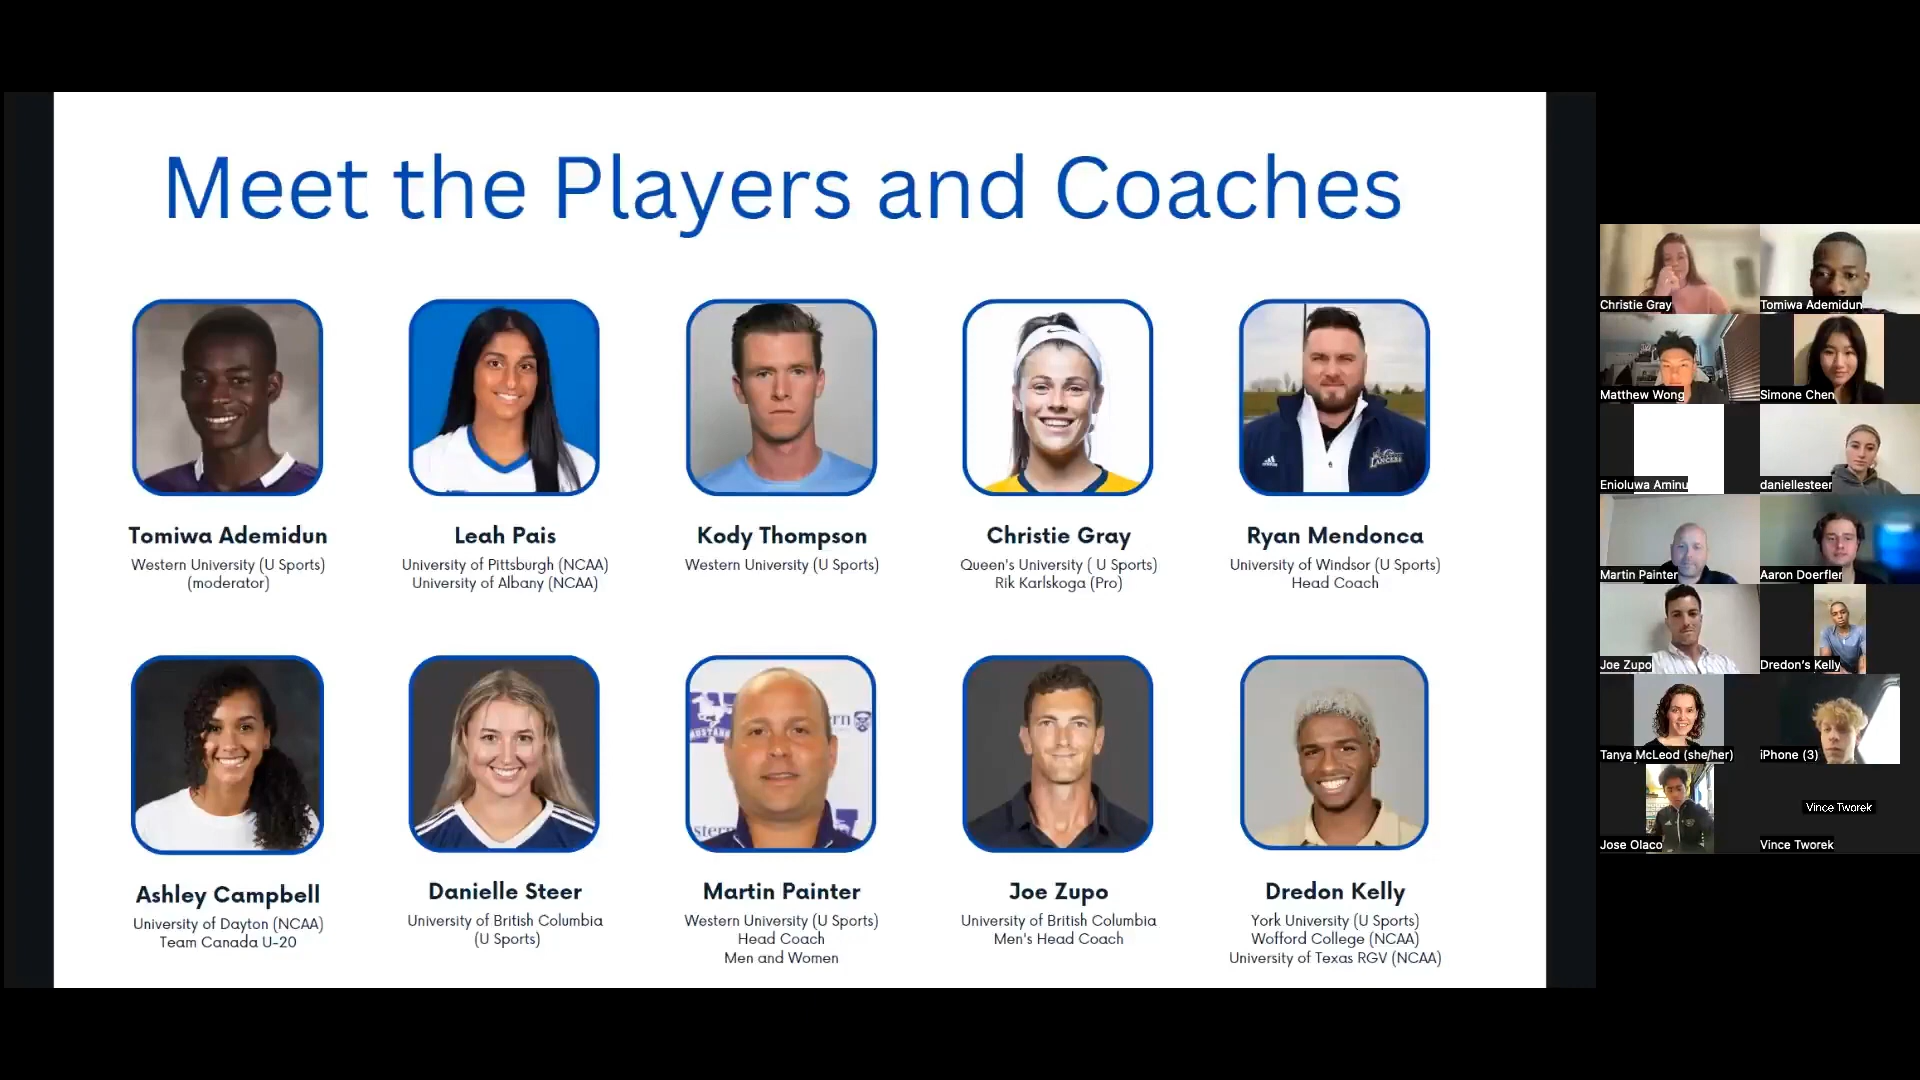 Meet the Players and Coaches
Tomiwa Ademidun
Western University (U Sports)
(moderator)
Leah Pais
University of Pittsburgh (NCAA)
University of Albany (NCAA)
Kody Thompson
Western University (U Sports)
Christie Gray
Queen's University ( U Sports)
Rik Karlskoga (Pro)
Ryan Mendonca
University of Windsor (U Sports)
Head Coach
LANCERS
Ashley Campbell
University of Dayton (NCAA)
Team Canada U-20
Danielle Steer
University of British Columbia
(U Sports)
Martin Painter
Western University (U Sports)
Head Coach
Men and Women
Joe Zupo
University of British Columbia
Men's Head Coach
Dredon Kelly
York University (U Sports)
Wofford College (NCAA)
University of Texas RGV (NCAA)
Christie Gray
Tomiwa Ademidun
Matthew Wong
Simone Chen
Enioluwa Aminu
daniellesteer
Martin Painter
Aaron Doerfler
Joe Zupo
Dredon's Kelly
Tanya McLeod (she/her)
iPhone (3)
Jose Olaco
Vince Tworek
Vince Tworek